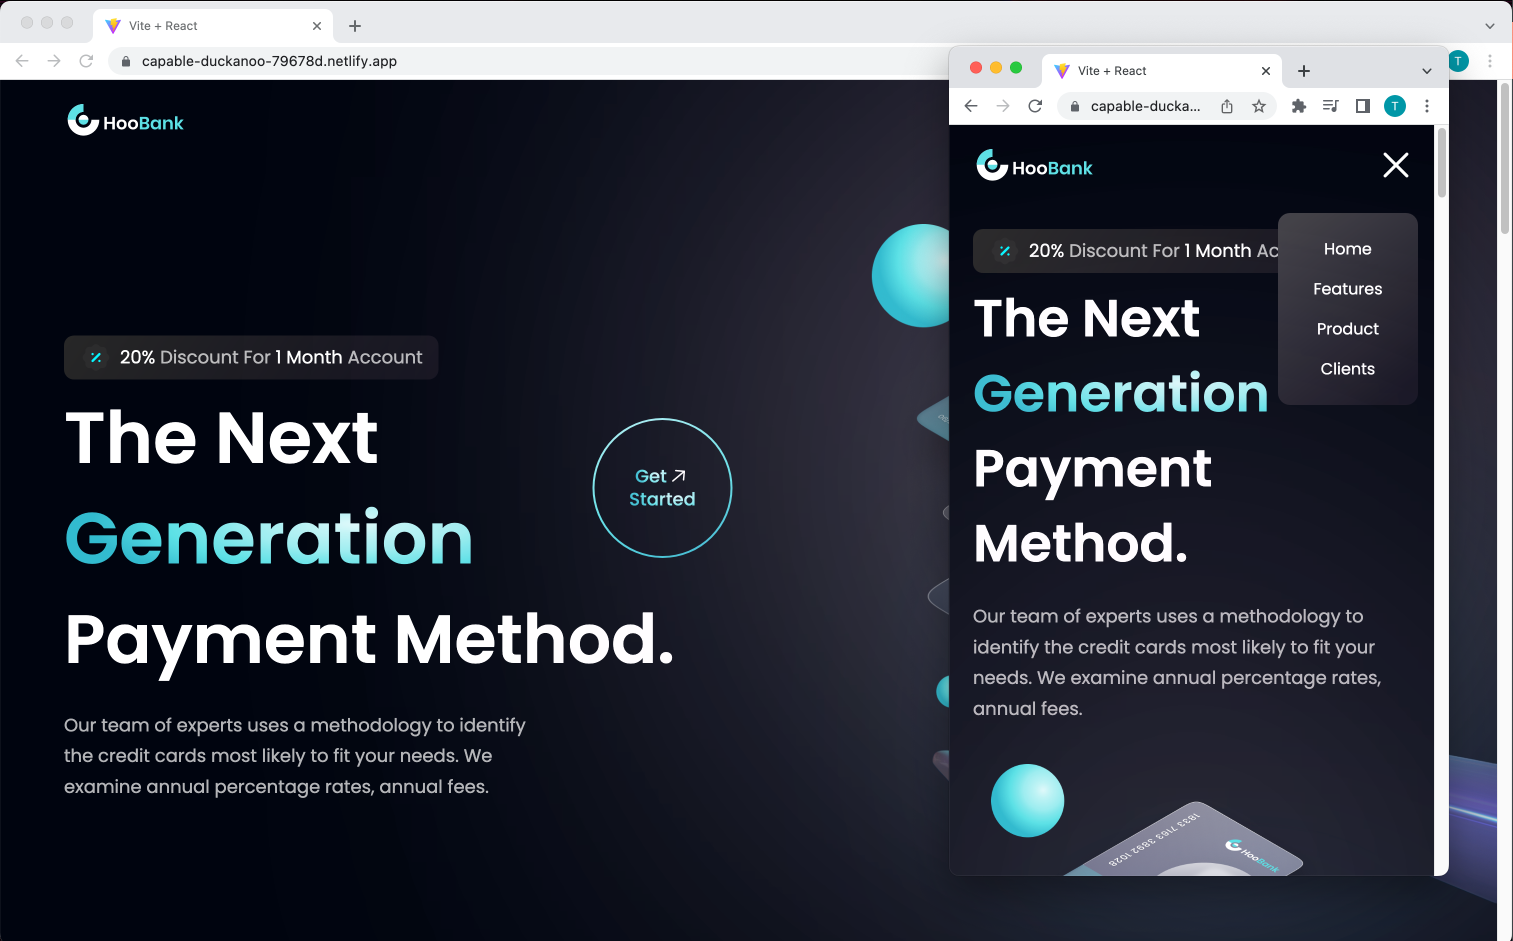 Vite + React
capable-duckanoo-79678d.netlify.app
T
HooBank
20% Discount For 1 Month Account
The Next
Generation
Payment Method.
Get
Started
Our team of experts uses a methodology to identify
the credit cards most likely to fit your needs. We
examine annual percentage rates, annual fees.
Vite + React
capable-ducka...
T
HooBank
Home
Features
Product
Clients
20% Discount For 1 Month Ac
The Next
Generation
Payment
Method.
Our team of experts uses a methodology to
identify the credit cards most likely to fit your
needs. We examine annual percentage rates,
annual fees.
1833 7163 3892 1028
HooBank